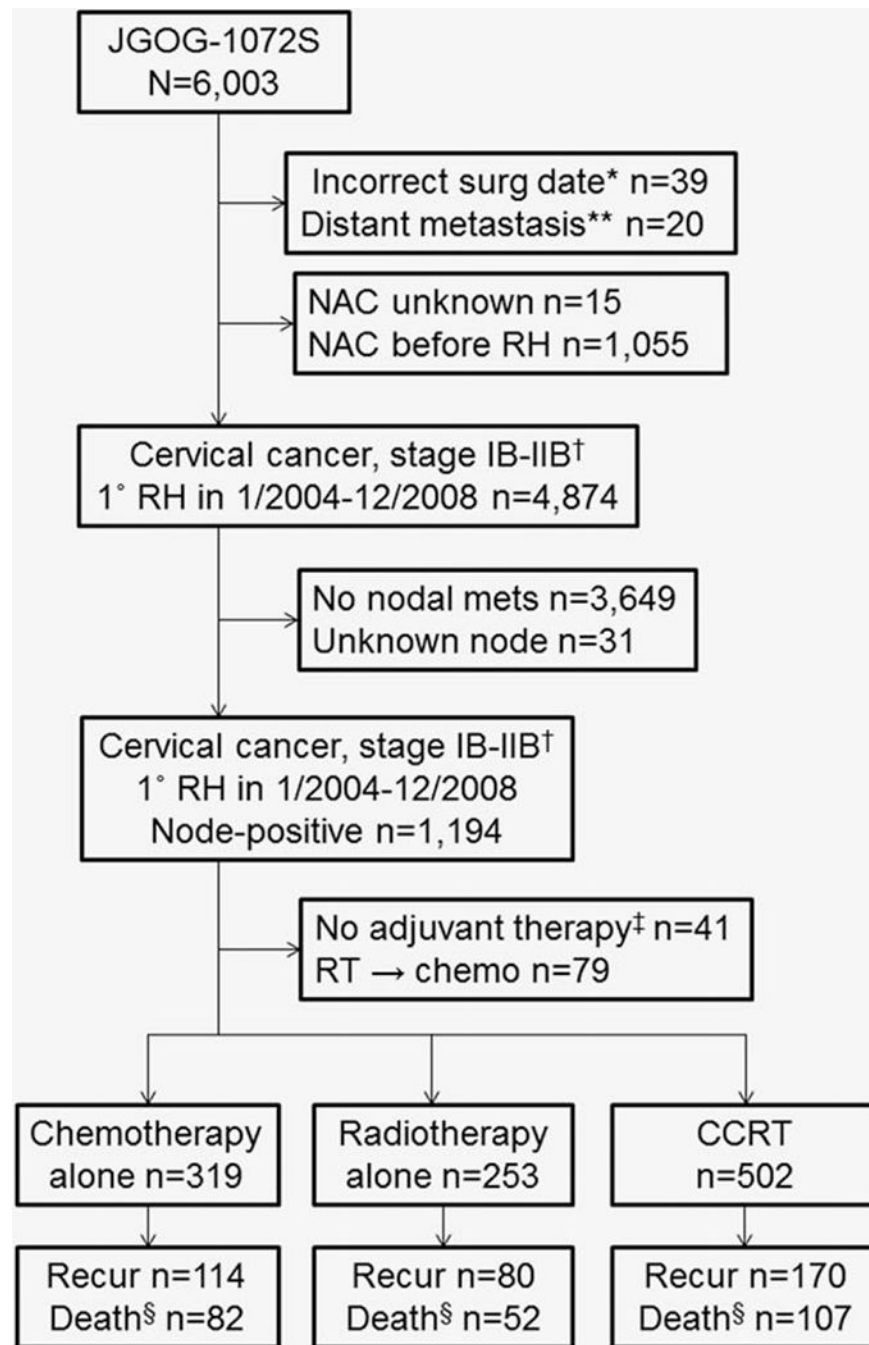 JGOG-1072S
N=6,003
Incorrect surg date* n=39
Distant metastasis** n=20
NAC unknown n=15
NAC before RH n=1,055
Cervical cancer, stage IB-IIB†
1˚ RH in 1/2004-12/2008 n=4,874
No nodal mets n=3,649
Unknown node n=31
Cervical cancer, stage IB-IIB†
1˚ RH in 1/2004-12/2008
Node-positive n=1,194
No adjuvant therapy‡ n=41
RT → chemo n=79
Chemotherapy
alone n=319
Radiotherapy
alone n=253
CCRT
n=502
Recur n=114
Death§ n=82
Recur n=80
Death§ n=52
Recur n=170
Death§ n=107